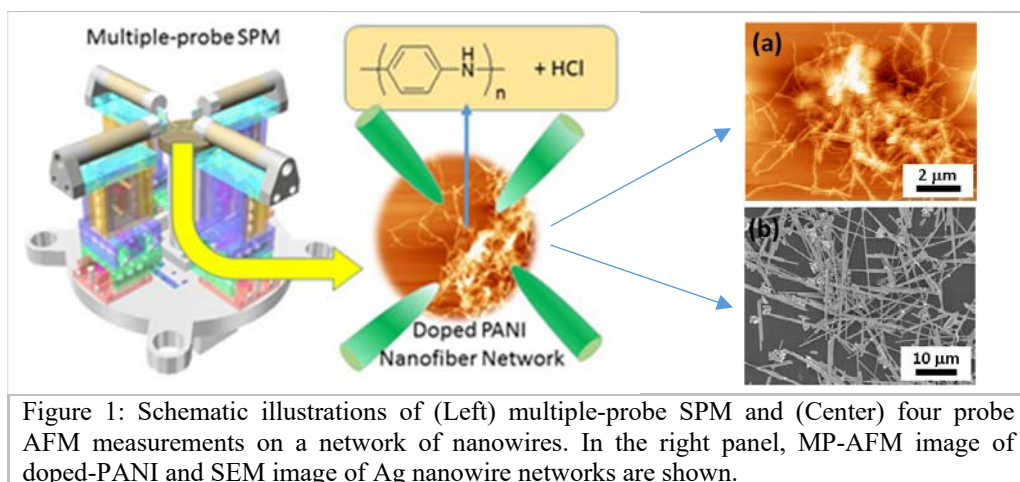 Multiple-probe SPM
H
N
n
+ HCl
Doped PANI
Nanofiber Network
(a)
2 μm
(b)
10 μm
Figure 1: Schematic illustrations of (Left) multiple-probe SPM and (Center) four probe
AFM measurements on a network of nanowires. In the right panel, MP-AFM image of
doped-PANI and SEM image of Ag nanowire networks are shown.